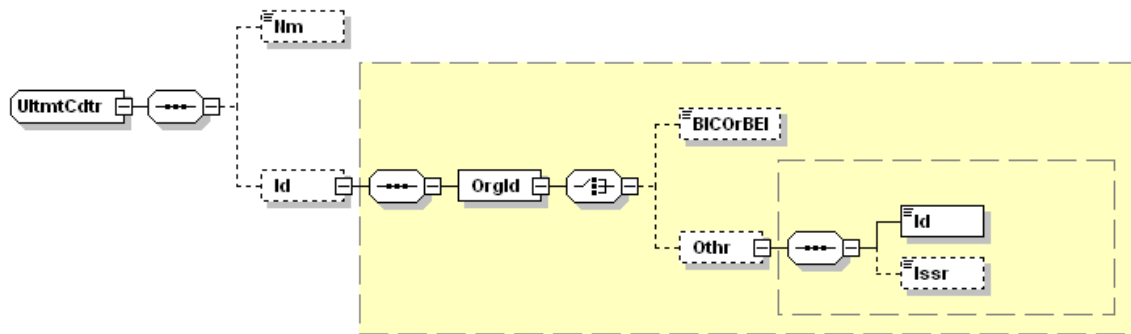 Nm
UltmtCdtr
BICOrBEI
Id
OrgId
Id
Othr
Issr